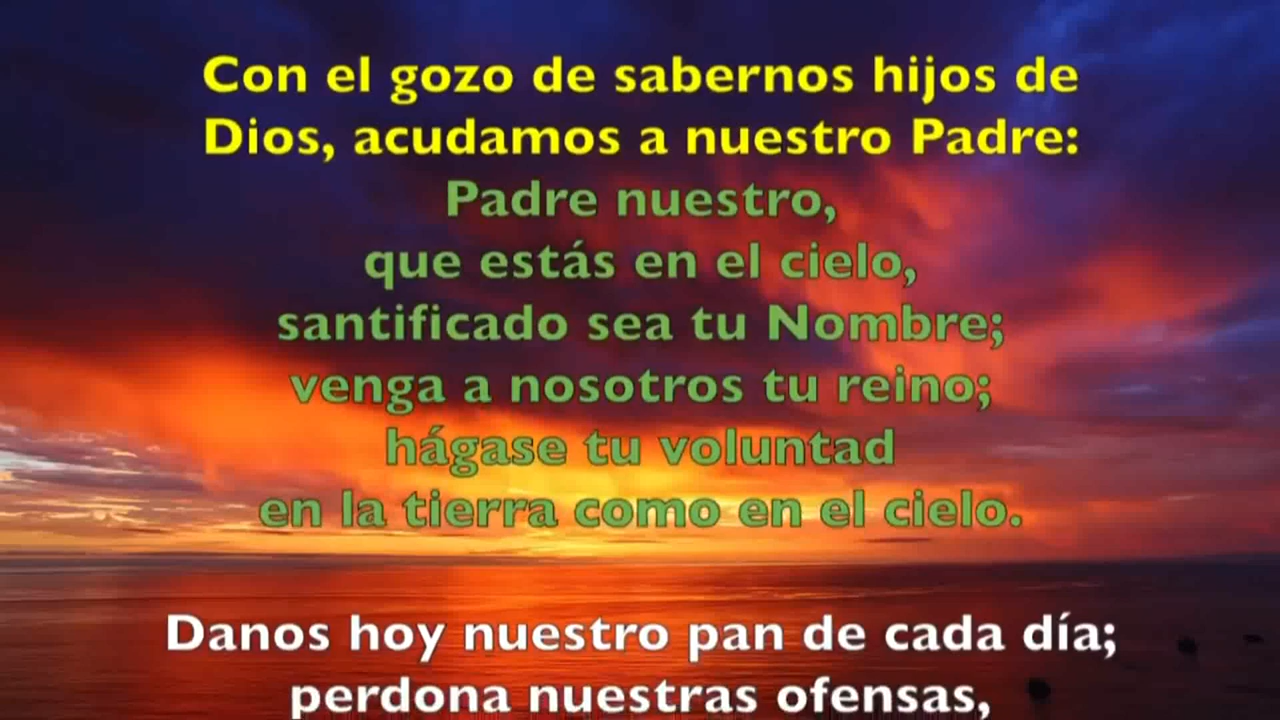 Con el gozo de sabernos hijos de
Dios, acudamos a nuestro Padre:
Padre nuestro,
que estás en el cielo,
santificado sea tu Nombre;
venga a nosotros tu reino;
hágase tu voluntad
en la tierra como en el cielo.
Danos hoy nuestro pan de cada día;
perdona nuestras ofensas,